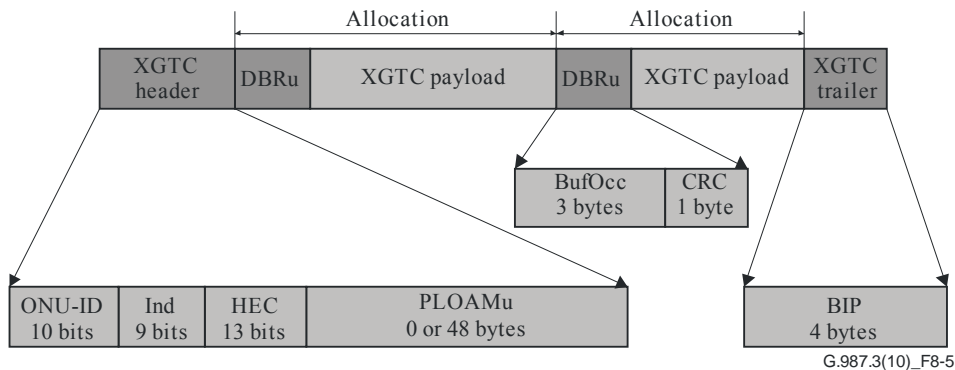 Allocation Allocation
XGTC header DBRu XGTC payload DBRu XGTC payload XGTC trailer
BufOcc 3 bytes CRC 1 byte
ONU-ID 10 bits Ind 9 bits HEC 13 bits PLOAMu 0 or 48 bytes BIP 4 bytes
G.987.3(10)_F8-5